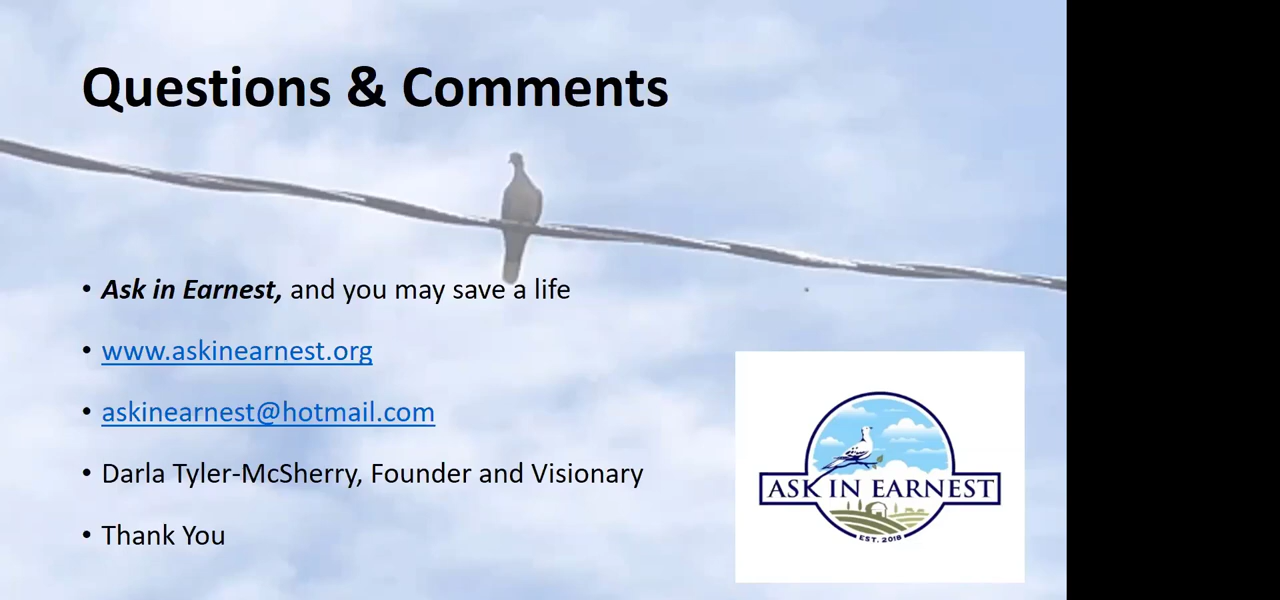 Questions & Comments
• Ask in Earnest, and you may save a life
• www.askinearnest.org
• askinearnest@hotmail.com
• Darla Tyler-McSherry, Founder and Visionary
• Thank You
ASK IN EARNEST
EST. 2018